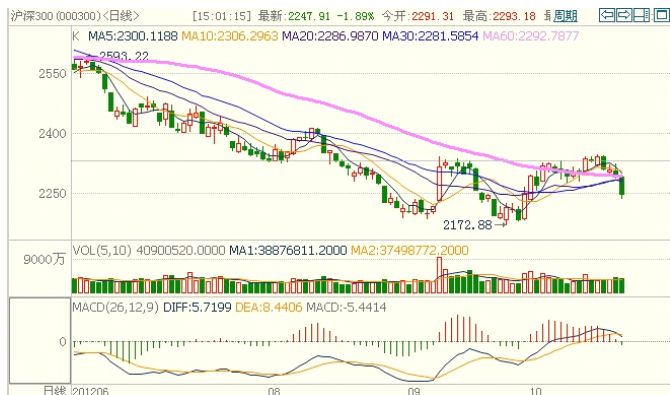 沪深300 (000300)<日线> [15:01:15] 最新:2247.91 -1.89% 今开:2291.31 最高:2293.18 周期
K MA5:2300.1188 MA10:2306.2963 MA20:2286.9870 MA30:2281.5854 MA60:2292.7877
2593.22
2550
2400
2250
2172.88
VOL(5,10) 40900520.0000 MA1:38876811.2000 MA2:37498772.2000
9000万
MACD(26,12,9) DIFF:5.7199 DEA:8.4406 MACD:-5.4414
0
日线 201206 08 09 10